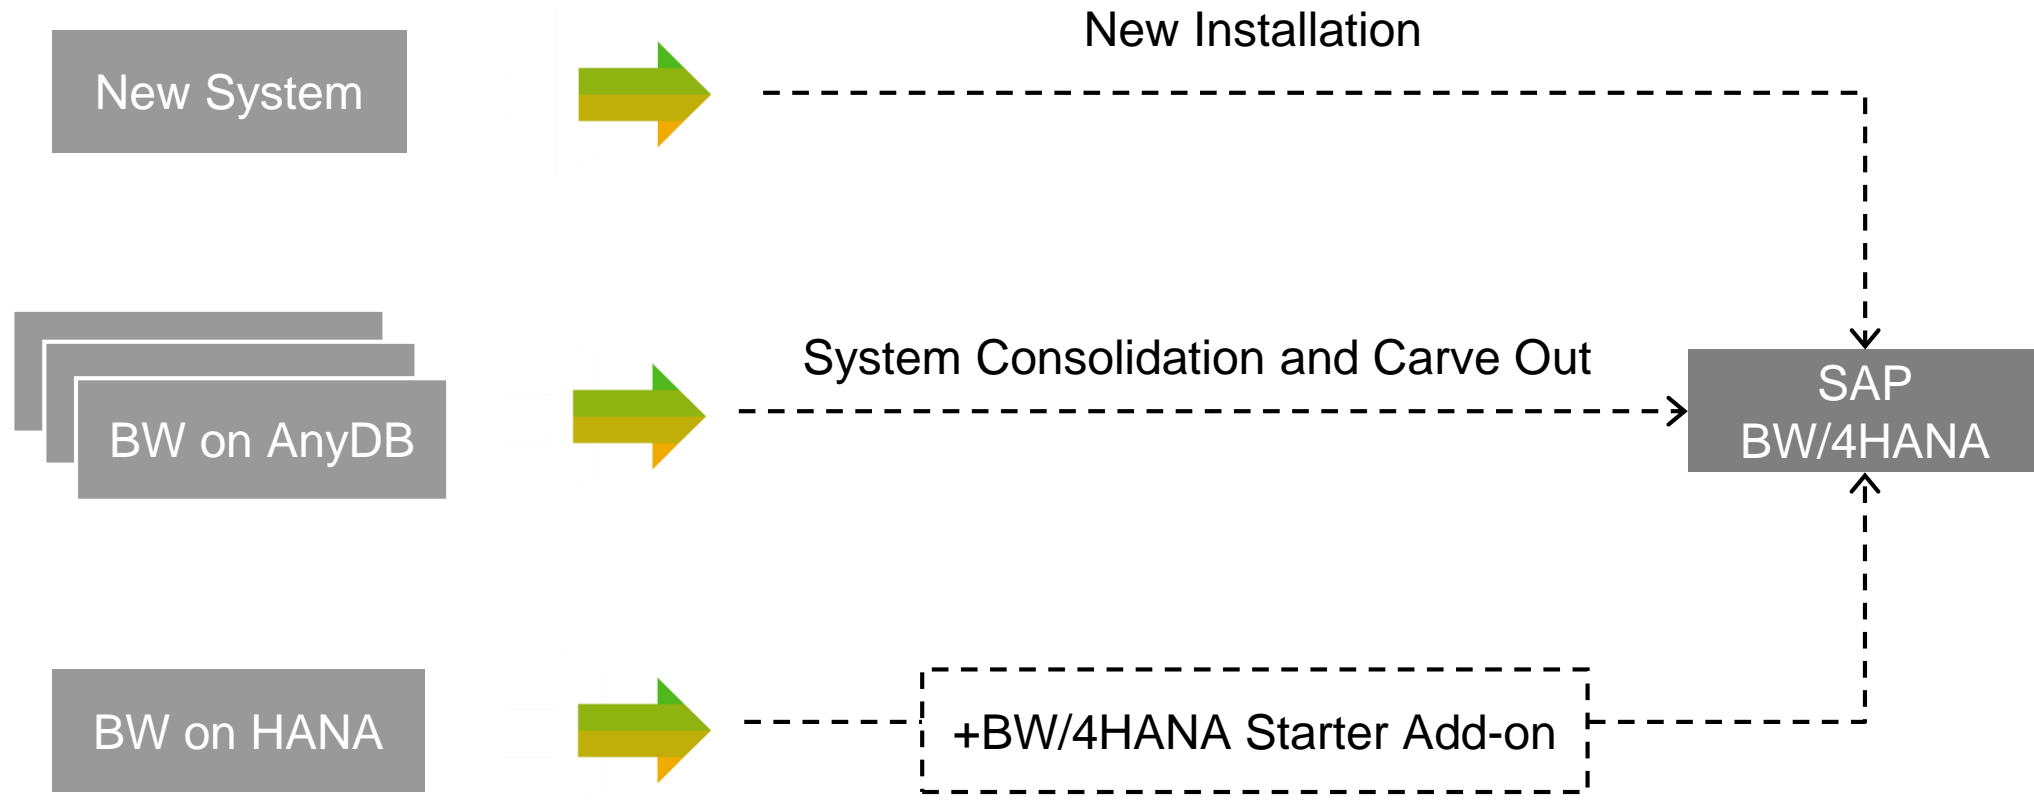 New Installation
New System
System Consolidation and Carve Out
BW on AnyDB
SAP
BW/4HANA
BW on HANA
+BW/4HANA Starter Add-on